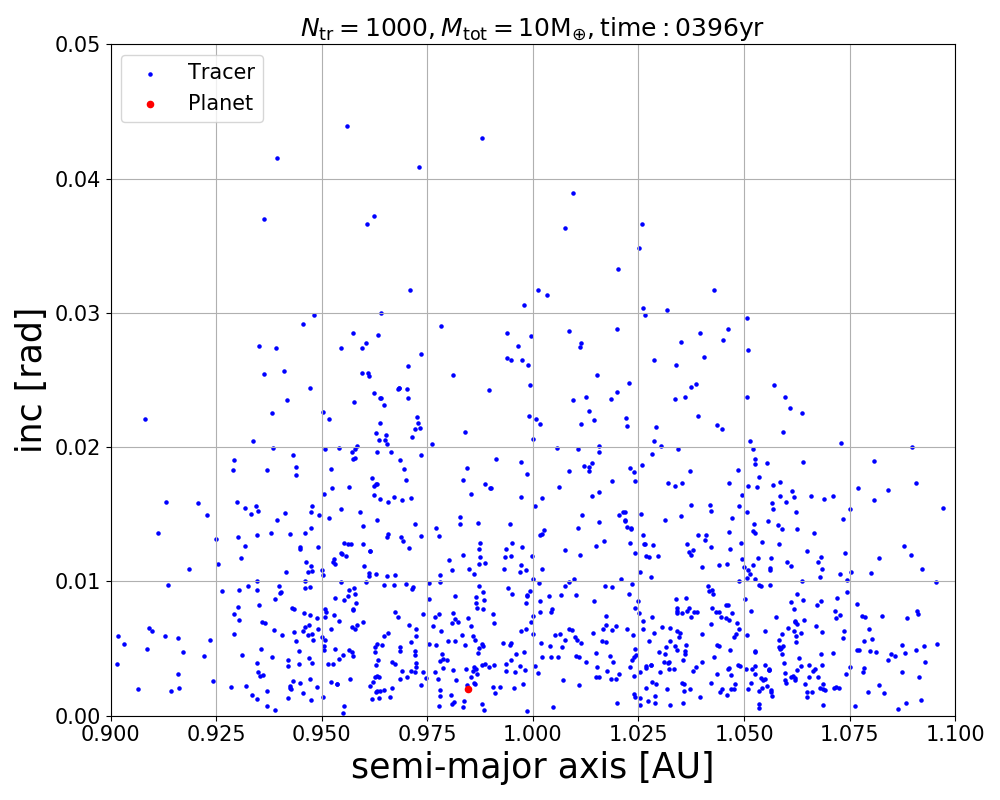 N_tr = 1000, M_tot = 10M_⊕, time : 0396yr
Tracer
Planet
inc [rad]
0.05
0.04
0.03
0.02
0.01
0.00
0.900 0.925 0.950 0.975 1.000 1.025 1.050 1.075 1.100
semi-major axis [AU]